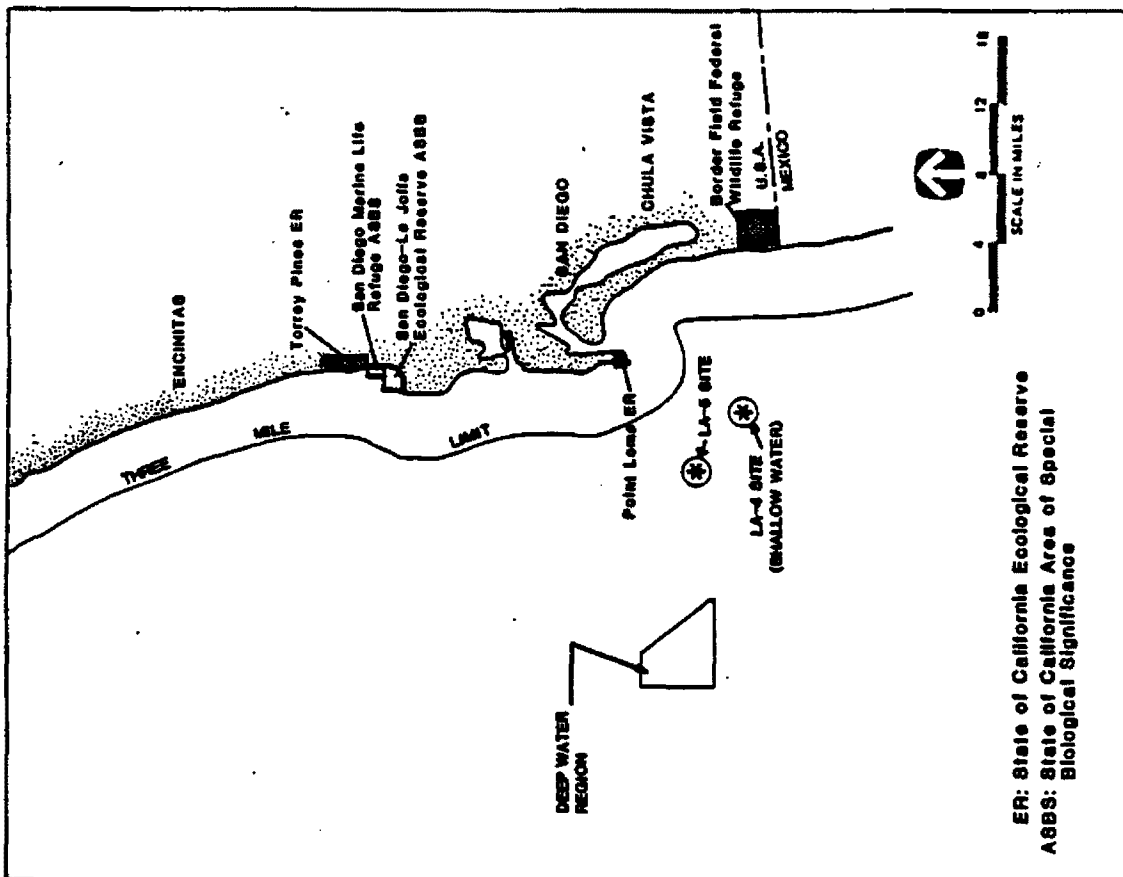 ENCINITAS
Torrey Pines ER
San Diego Marine Life
Refuge ASBS
San Diego-La Jolla
Ecological Reserve ASBS
THREE
MILE
LIMIT
SAN DIEGO
CHULA VISTA
Point Loma ER
Border Field Federal
Wildlife Refuge
U.S.A.
MEXICO
LA-5 SITE
LA-4 SITE
(SHALLOW WATER)
DEEP WATER
REGION
0 4 8 12 16
SCALE IN MILES
ER: State of California Ecological Reserve
ASBS: State of California Area of Special
Biological Significance